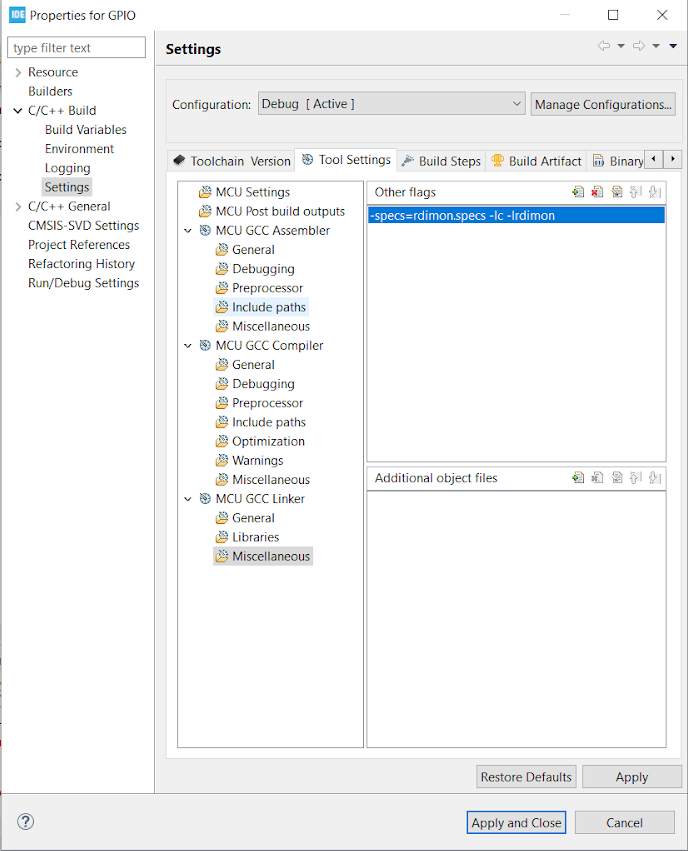 IDE Properties for GPIO
type filter text
Settings
Resource
Builders
C/C++ Build
Build Variables
Environment
Logging
Settings
C/C++ General
CMSIS-SVD Settings
Project References
Refactoring History
Run/Debug Settings
Configuration: Debug [ Active ] Manage Configurations...
Toolchain Version Tool Settings Build Steps Build Artifact Binary
MCU Settings
MCU Post build outputs
MCU GCC Assembler
General
Debugging
Preprocessor
Include paths
Miscellaneous
MCU GCC Compiler
General
Debugging
Preprocessor
Include paths
Optimization
Warnings
Miscellaneous
MCU GCC Linker
General
Libraries
Miscellaneous
Other flags
-specs=rdimon.specs -lc -lrdimon
Additional object files
Restore Defaults Apply
? Apply and Close Cancel